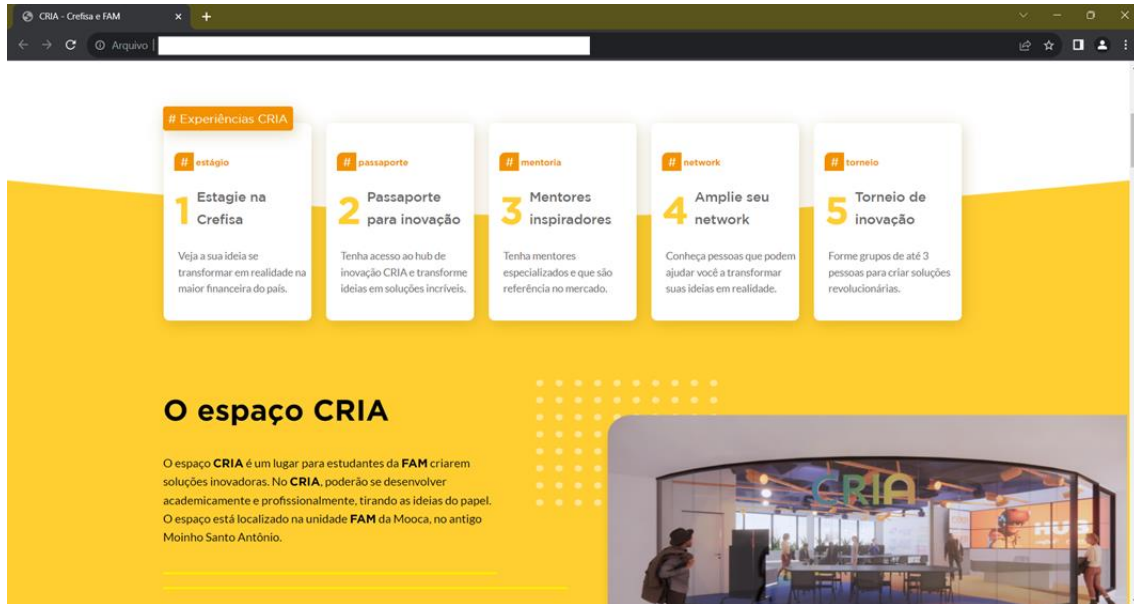 CRIA - Crefisa e FAM
Arquivo
# Experiências CRIA
# estágio
1 Estagie na
Crefisa
Veja a sua ideia se
transformar em realidade na
maior financeira do país.
# passaporte
2 Passaporte
para inovação
Tenha acesso ao hub de
inovação CRIA e transforme
ideias em soluções incríveis.
# mentoria
3 Mentores
inspiradores
Tenha mentores
especializados e que são
referência no mercado.
# network
4 Amplie seu
network
Conheça pessoas que podem
ajudar você a transformar
suas ideias em realidade.
# torneio
5 Torneio de
inovação
Forme grupos de até 3
pessoas para criar soluções
revolucionárias.
O espaço CRIA
O espaço CRIA é um lugar para estudantes da FAM criarem
soluções inovadoras. No CRIA, poderão se desenvolver
academicamente e profissionalmente, tirando as ideias do papel.
O espaço está localizado na unidade FAM da Mooca, no antigo
Moinho Santo Antônio.
CRIA
HUB